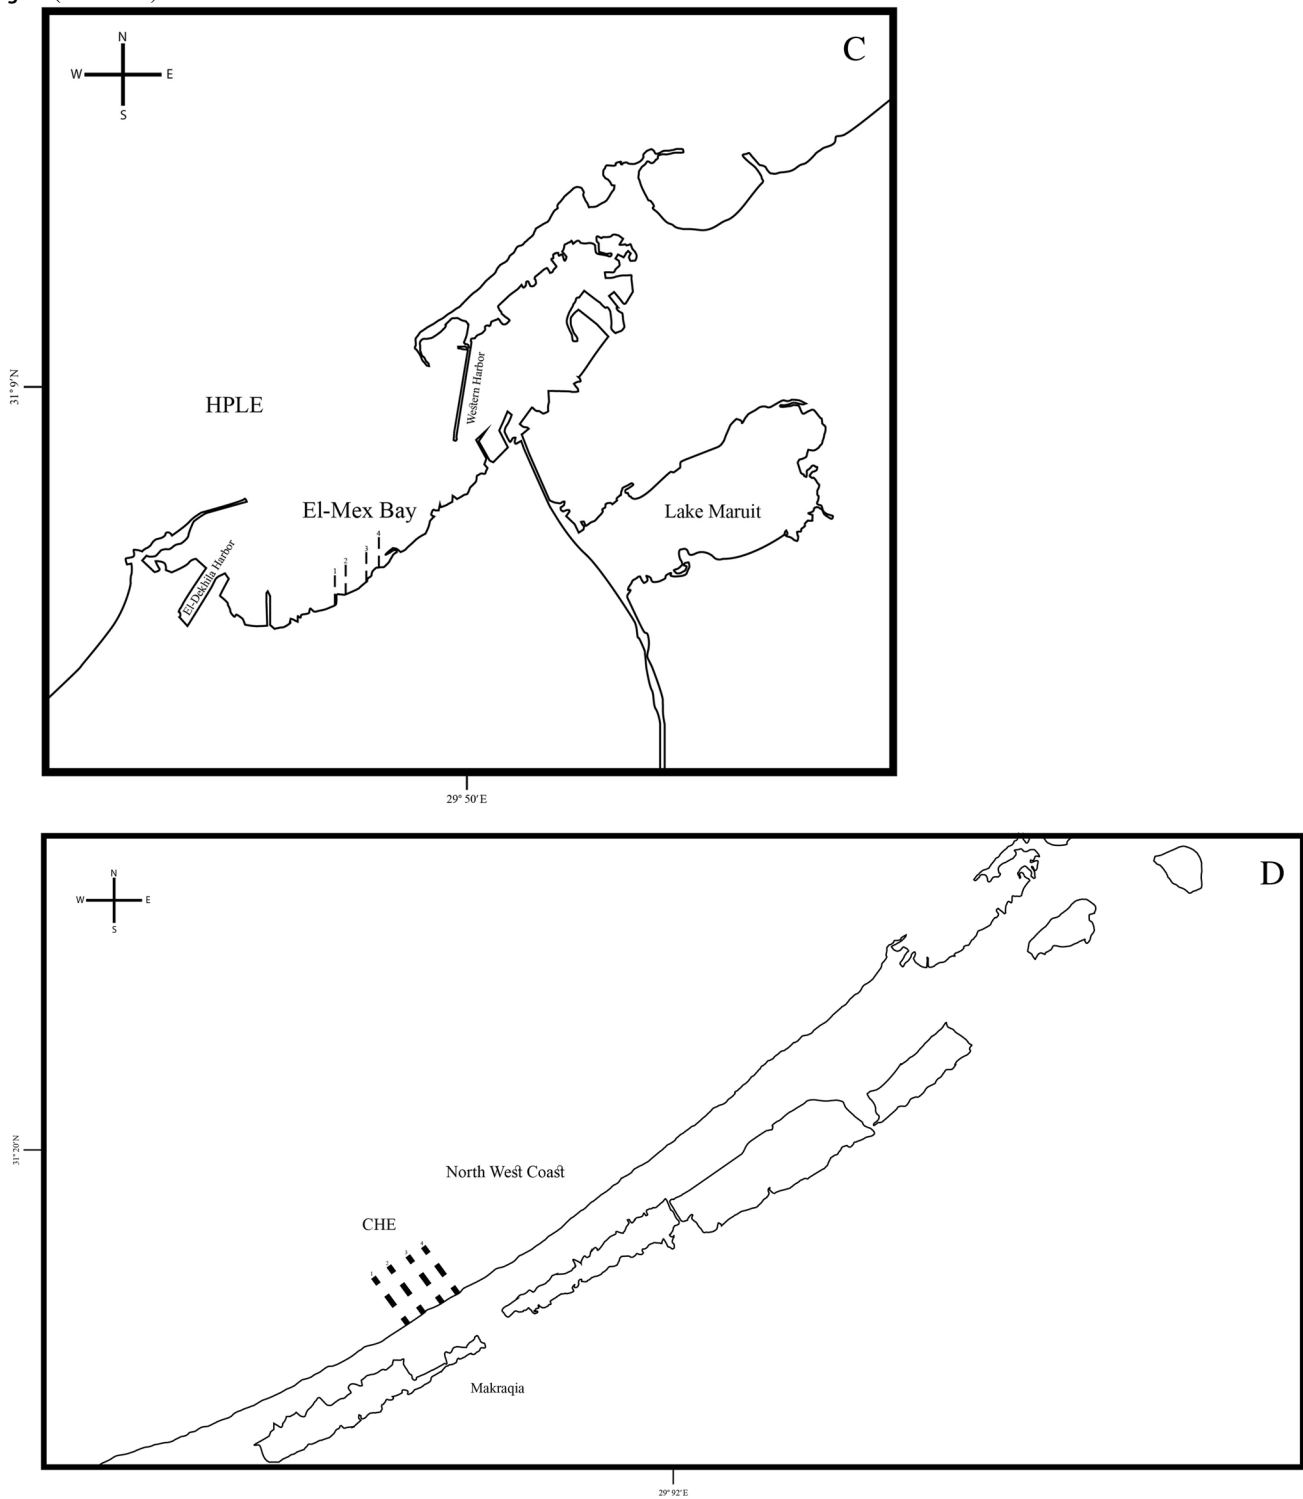 C
N
W E
S
31° 9′N
HPLE
Western Harbor
El-Mex Bay
Lake Maruit
El-Dekhila Harbor
1 2 3 4
29° 50′E
D
N
W E
S
31°20′N
North West Coast
CHE
1 2 3 4
Makraqia
29° 92′E